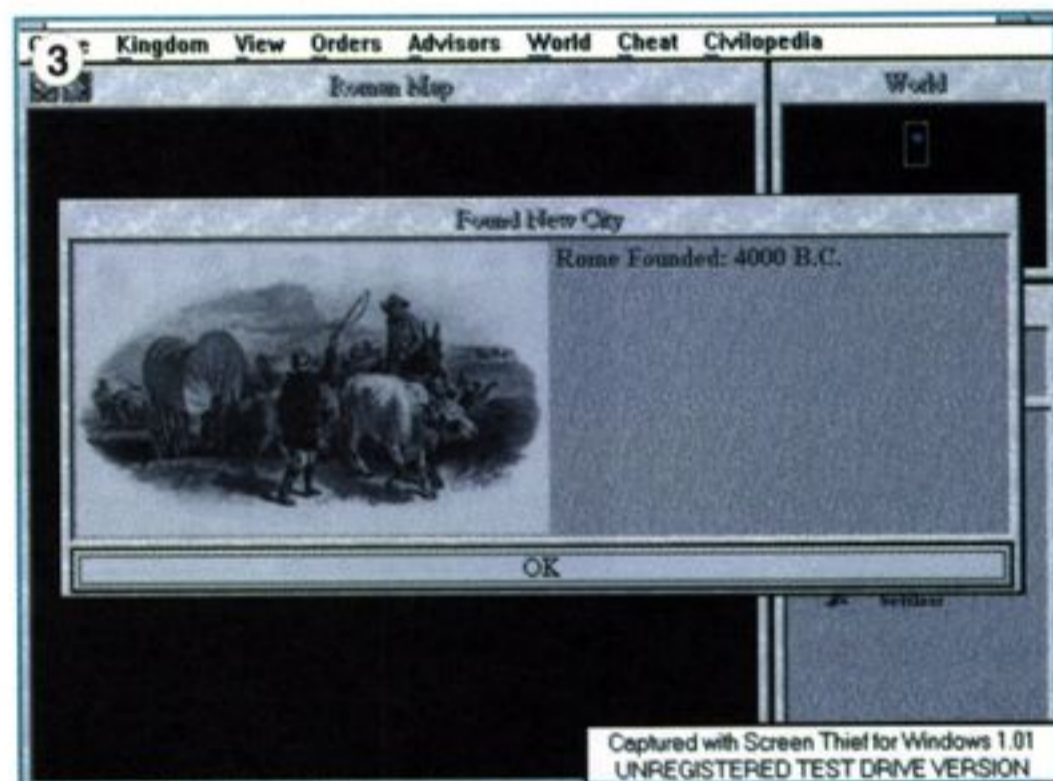 3
Kingdom View Orders Advisors World Cheat Civilopedia
Roman Map
World
Found New City
Rome Founded: 4000 B.C.
OK
Settlers
Captured with Screen Thief for Windows 1.01
UNREGISTERED TEST DRIVE VERSION